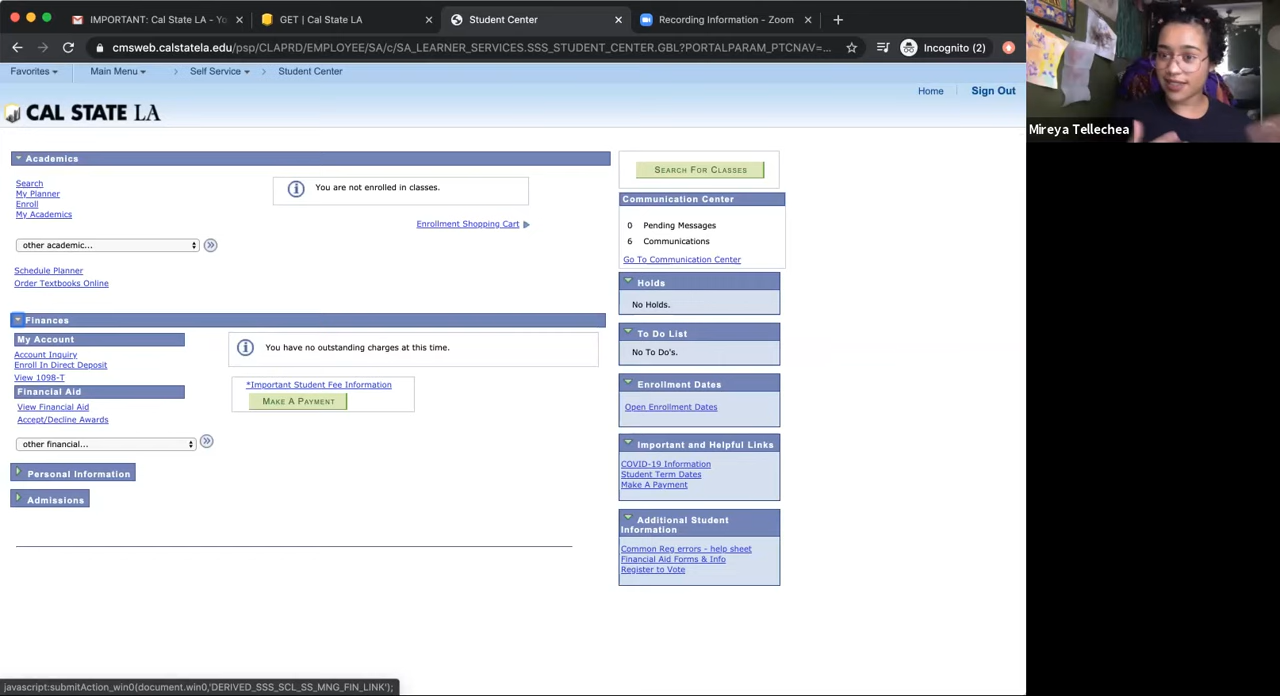 IMPORTANT: Cal State LA - Yo
GET | Cal State LA
Student Center
Recording Information - Zoom
cmsweb.calstatela.edu/psp/CLAPRD/EMPLOYEE/SA/c/SA_LEARNER_SERVICES.SSS_STUDENT_CENTER.GBL?PORTALPARAM_PTCNAV=...
Incognito (2)
Favorites
Main Menu
Self Service
Student Center
Home
Sign Out
CAL STATE LA
Mireya Tellechea
Academics
Search
My Planner
Enroll
My Academics
You are not enrolled in classes.
Enrollment Shopping Cart
other academic...
Schedule Planner
Order Textbooks Online
Finances
My Account
Account Inquiry
Enroll In Direct Deposit
View 1098-T
Financial Aid
View Financial Aid
Accept/Decline Awards
You have no outstanding charges at this time.
*Important Student Fee Information
MAKE A PAYMENT
other financial...
Personal Information
Admissions
SEARCH FOR CLASSES
Communication Center
0 Pending Messages
6 Communications
Go To Communication Center
Holds
No Holds.
To Do List
No To Do's.
Enrollment Dates
Open Enrollment Dates
Important and Helpful Links
COVID-19 Information
Student Term Dates
Make A Payment
Additional Student
Information
Common Reg errors - help sheet
Financial Aid Forms & Info
Register to Vote
javascript:submitAction_win0(document.win0,'DERIVED_SSS_SCL_SS_MNG_FIN_LINK');